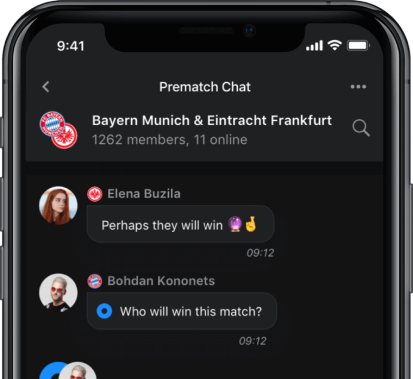 9:41
Prematch Chat
Bayern Munich & Eintracht Frankfurt
1262 members, 11 online
Elena Buzila
Perhaps they will win 🔮🤞
09:12
Bohdan Kononets
Who will win this match?
09:12